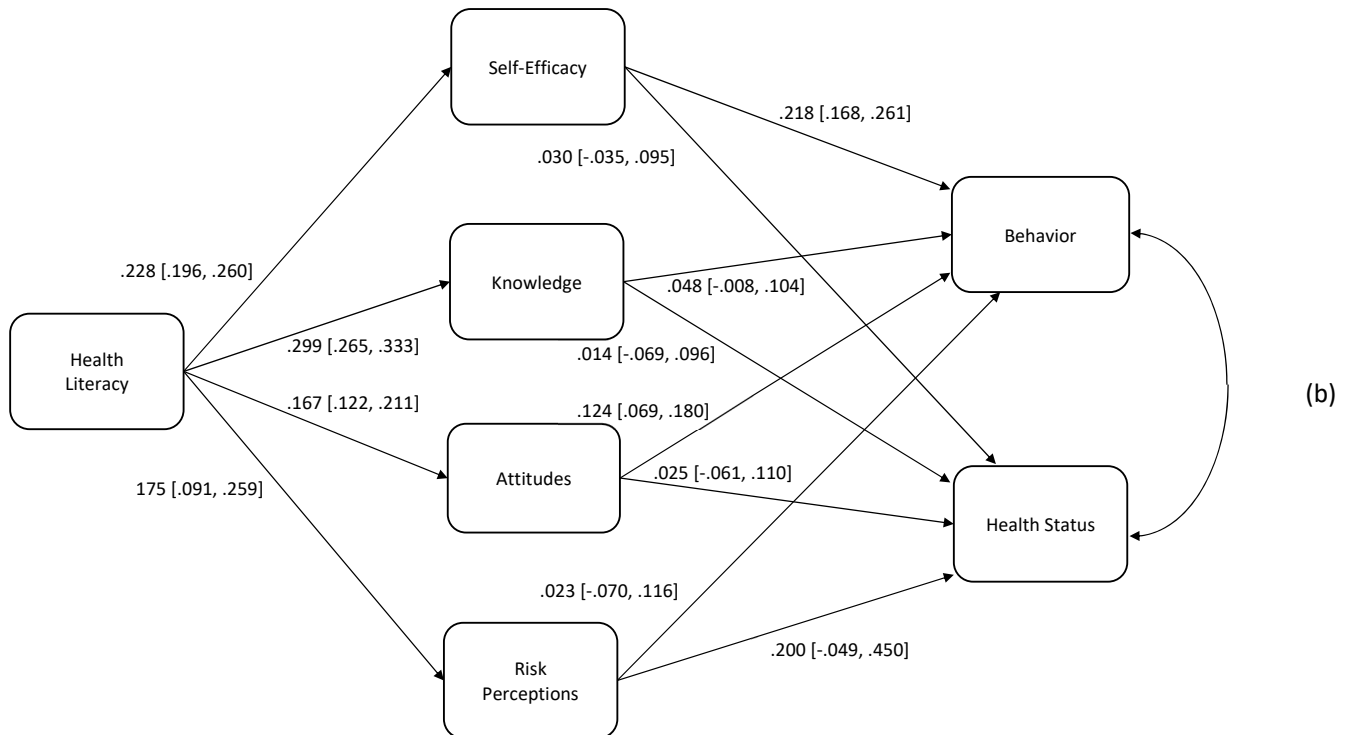 Self-Efficacy
.218 [.168, .261]
.030 [-.035, .095]
Behavior
.228 [.196, .260]
Knowledge
.048 [-.008, .104]
Health
Literacy
.299 [.265, .333]
.014 [-.069, .096]
.167 [.122, .211]
.124 [.069, .180]
(b)
175 [.091, .259]
Attitudes
.025 [-.061, .110]
Health Status
.023 [-.070, .116]
.200 [-.049, .450]
Risk
Perceptions